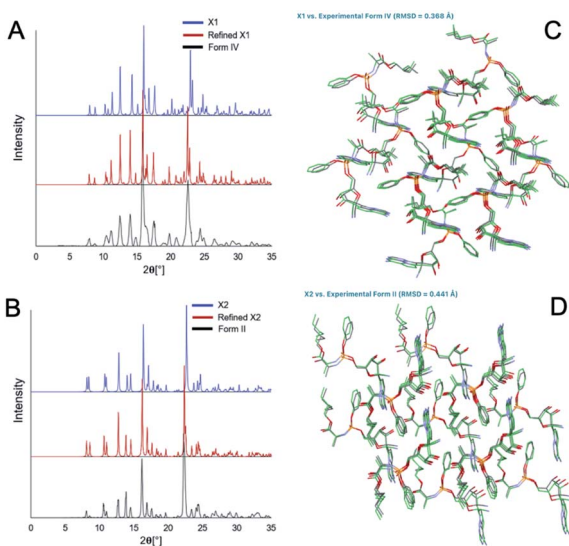 A
X1
Refined X1
Form IV
Intensity
0 5 10 15 20 25 30 35
2θ[°]
X1 vs. Experimental Form IV (RMSD = 0.368 Å)
C
B
X2
Refined X2
Form II
Intensity
0 5 10 15 20 25 30 35
2θ[°]
X2 vs. Experimental Form II (RMSD = 0.441 Å)
D